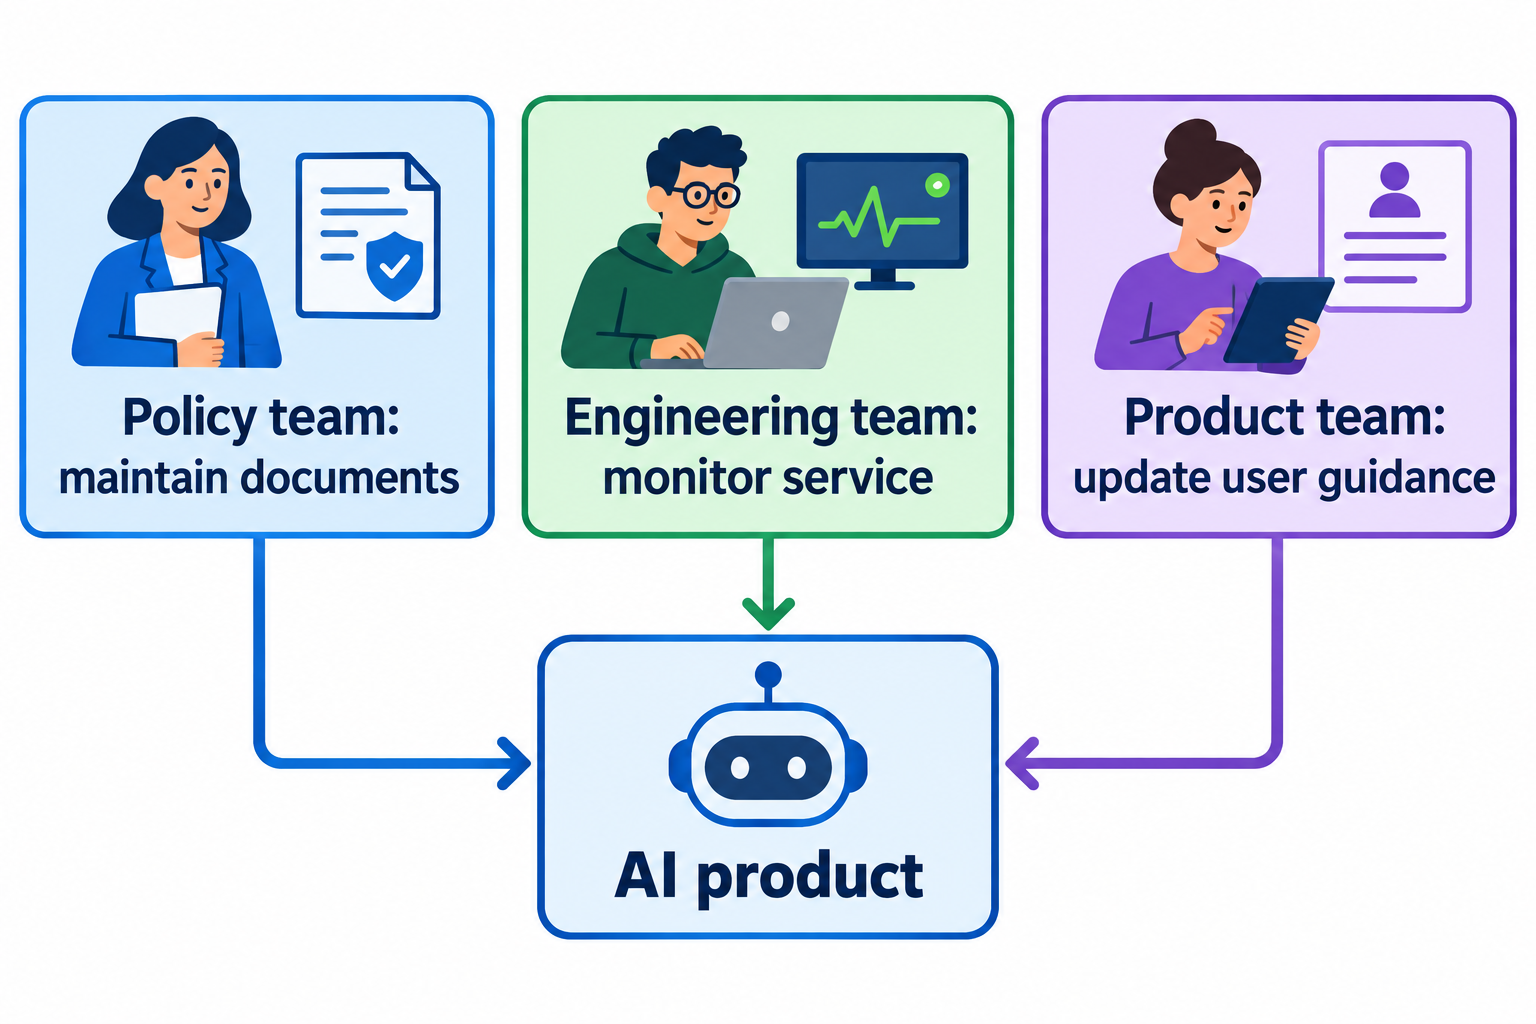 Policy team:
maintain documents
Engineering team:
monitor service
Product team:
update user guidance
AI product